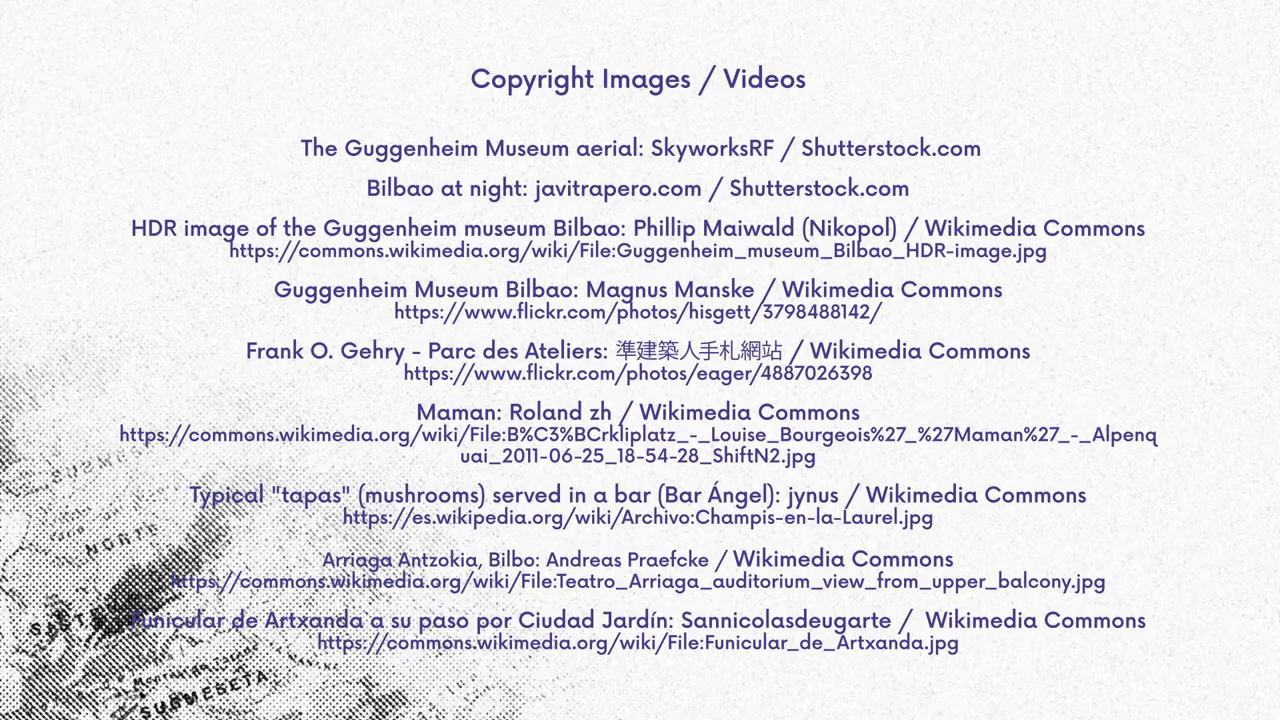 Copyright Images / Videos
The Guggenheim Museum aerial: SkyworksRF / Shutterstock.com
Bilbao at night: javitrapero.com / Shutterstock.com
HDR image of the Guggenheim museum Bilbao: Phillip Maiwald (Nikopol) / Wikimedia Commons
https://commons.wikimedia.org/wiki/File:Guggenheim_museum_Bilbao_HDR-image.jpg
Guggenheim Museum Bilbao: Magnus Manske / Wikimedia Commons
https://www.flickr.com/photos/hisgett/3798488142/
Frank O. Gehry - Parc des Ateliers: 準建築人手札網站 / Wikimedia Commons
https://www.flickr.com/photos/eager/4887026398
Maman: Roland zh / Wikimedia Commons
https://commons.wikimedia.org/wiki/File:B%C3%BCrkliplatz_-_Louise_Bourgeois%27_%27Maman%27_-_Alpenq
uai_2011-06-25_18-54-28_ShiftN2.jpg
Typical "tapas" (mushrooms) served in a bar (Bar Ángel): jynus / Wikimedia Commons
https://es.wikipedia.org/wiki/Archivo:Champis-en-la-Laurel.jpg
Arriaga Antzokia, Bilbo: Andreas Praefcke / Wikimedia Commons
https://commons.wikimedia.org/wiki/File:Teatro_Arriaga_auditorium_view_from_upper_balcony.jpg
Funicular de Artxanda a su paso por Ciudad Jardín: Sannicolasdeugarte / Wikimedia Commons
https://commons.wikimedia.org/wiki/File:Funicular_de_Artxanda.jpg
NORTH
SUBMESETA